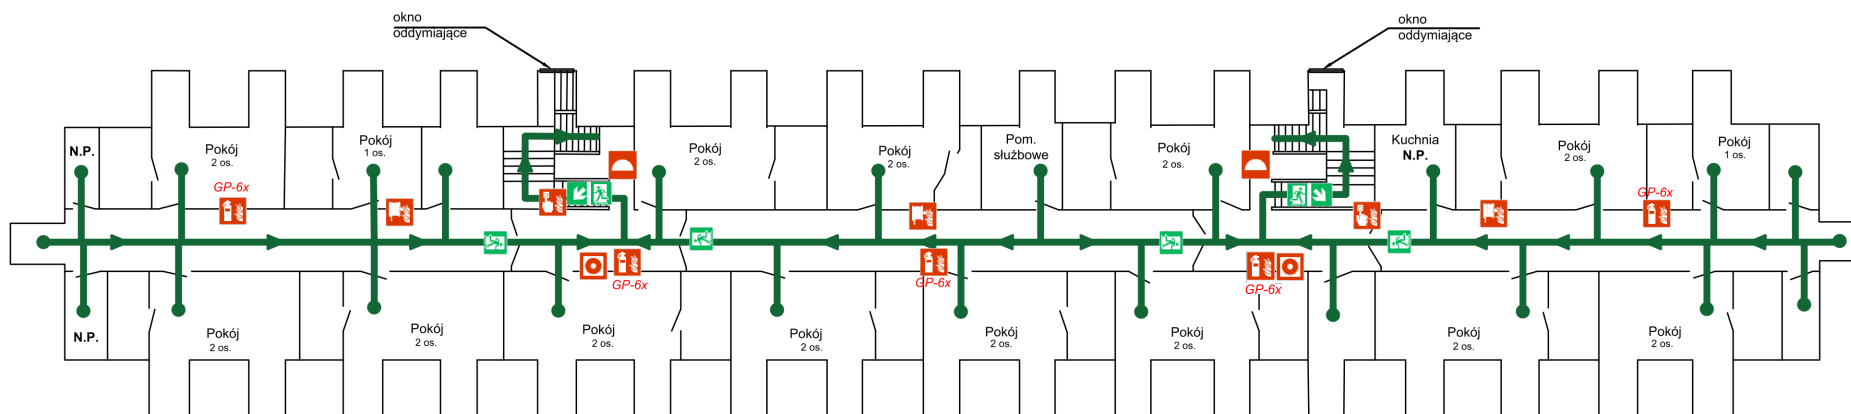 okno
oddymiające
okno
oddymiające
N.P.
Pokój
2 os.
Pokój
1 os.
Pokój
2 os.
Pokój
2 os.
Pom.
służbowe
Pokój
2 os.
Kuchnia
N.P.
Pokój
2 os.
Pokój
1 os.
GP-6x
GP-6x
GP-6x
GP-6x
GP-6x
N.P.
Pokój
2 os.
Pokój
2 os.
Pokój
2 os.
Pokój
2 os.
Pokój
2 os.
Pokój
2 os.
Pokój
2 os.
Pokój
2 os.